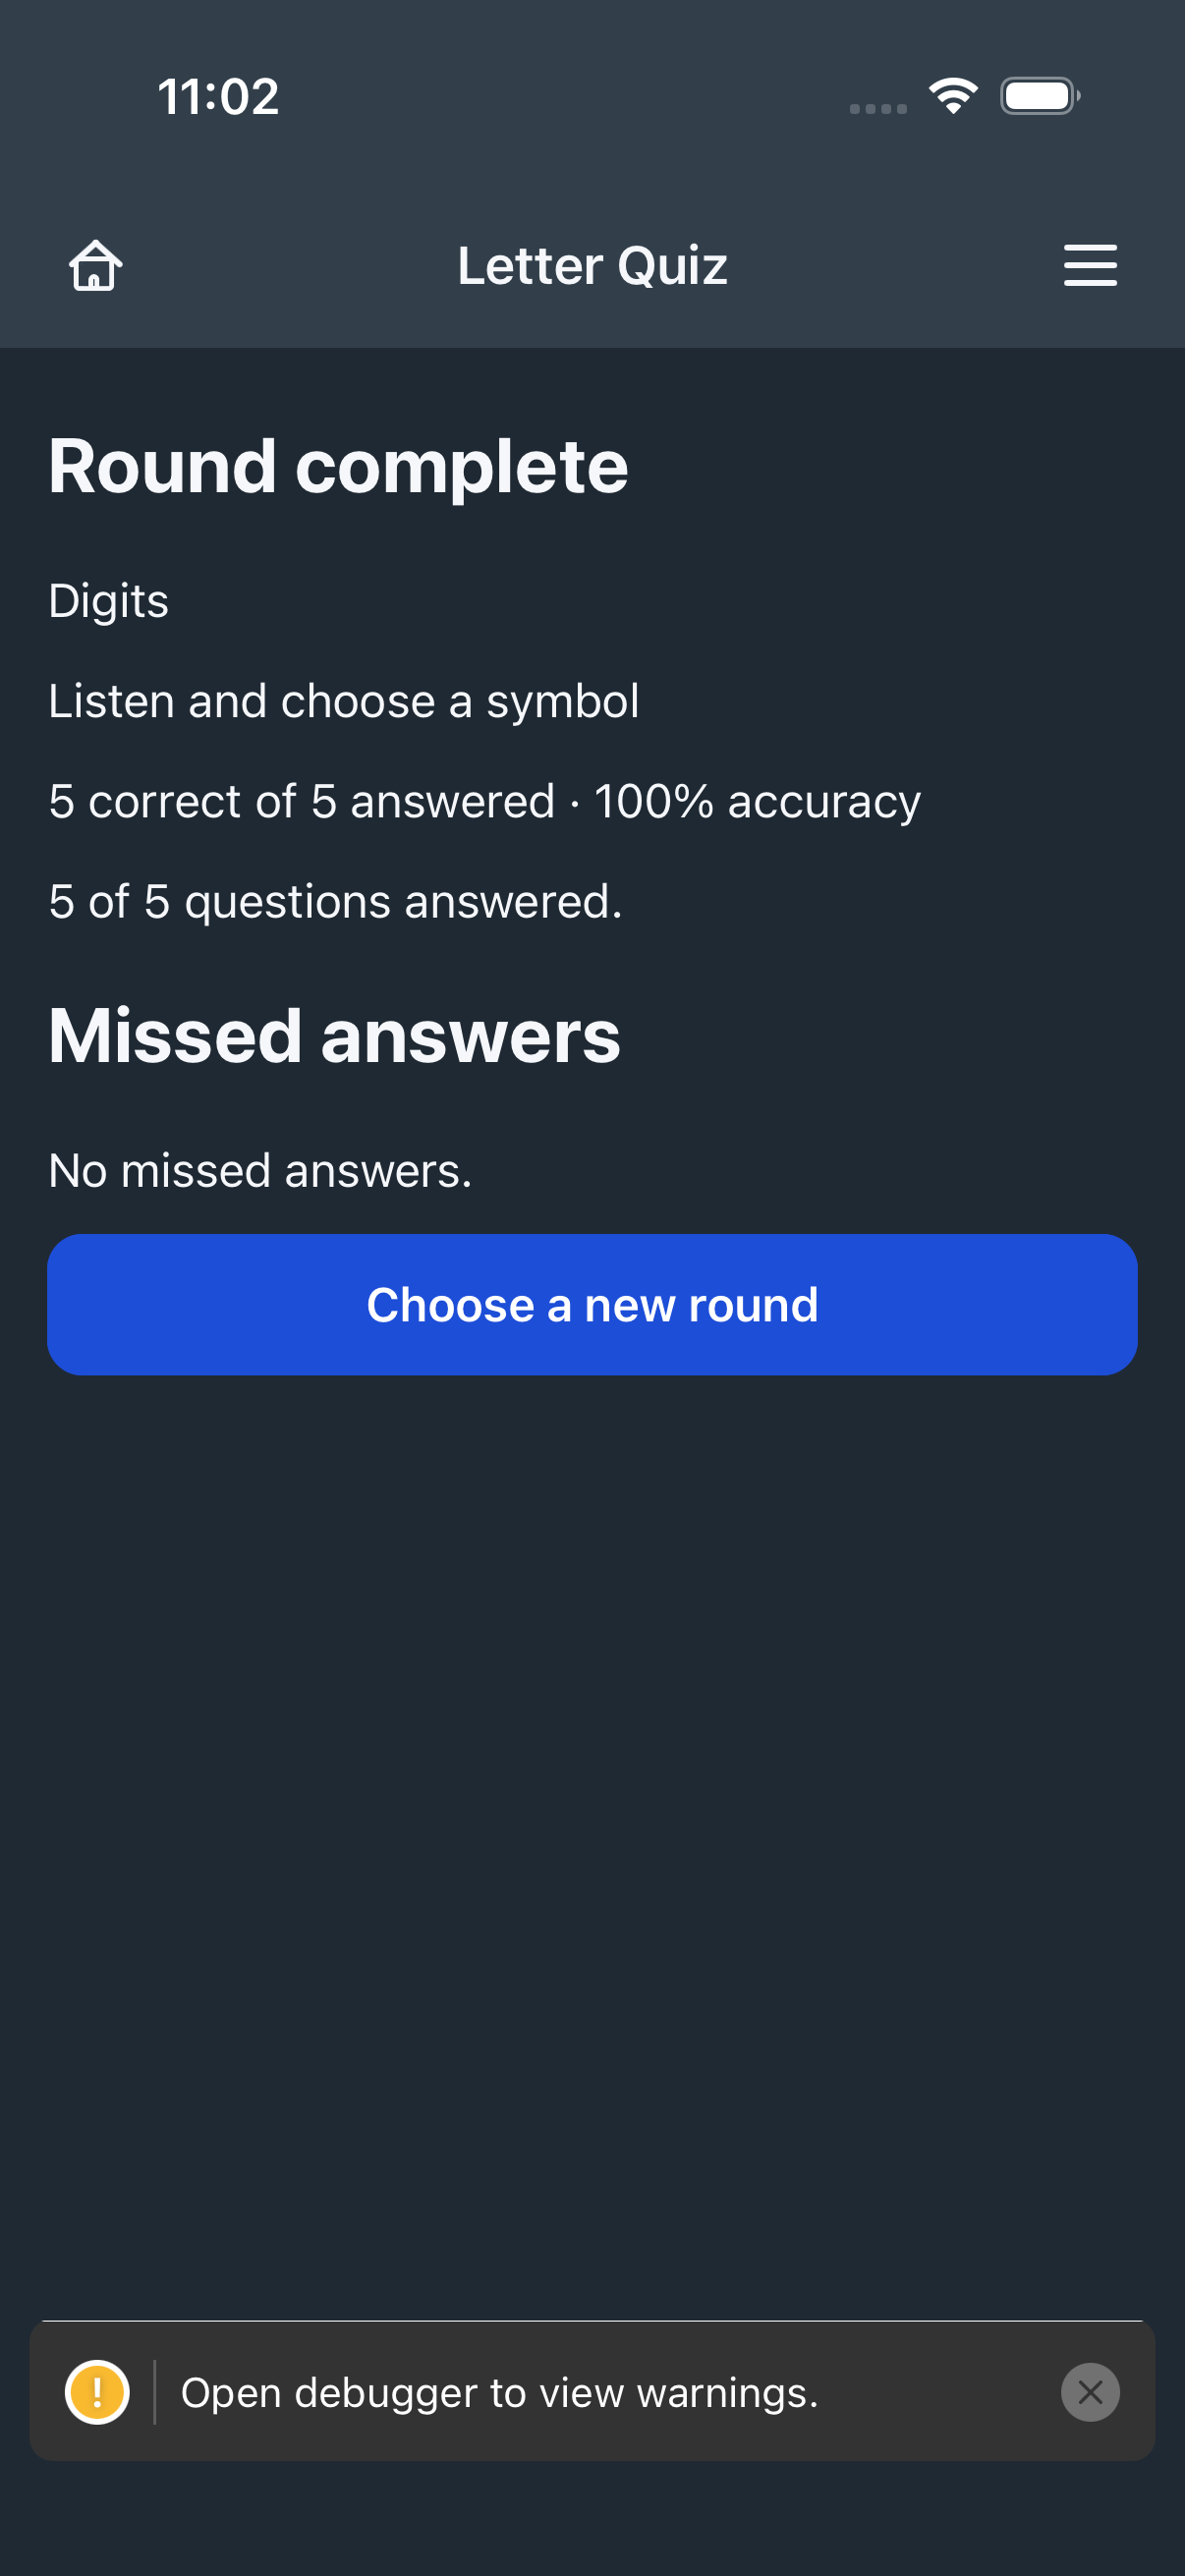 11:02
Letter Quiz
Round complete
Digits
Listen and choose a symbol
5 correct of 5 answered · 100% accuracy
5 of 5 questions answered.
Missed answers
No missed answers.
Choose a new round
! Open debugger to view warnings.